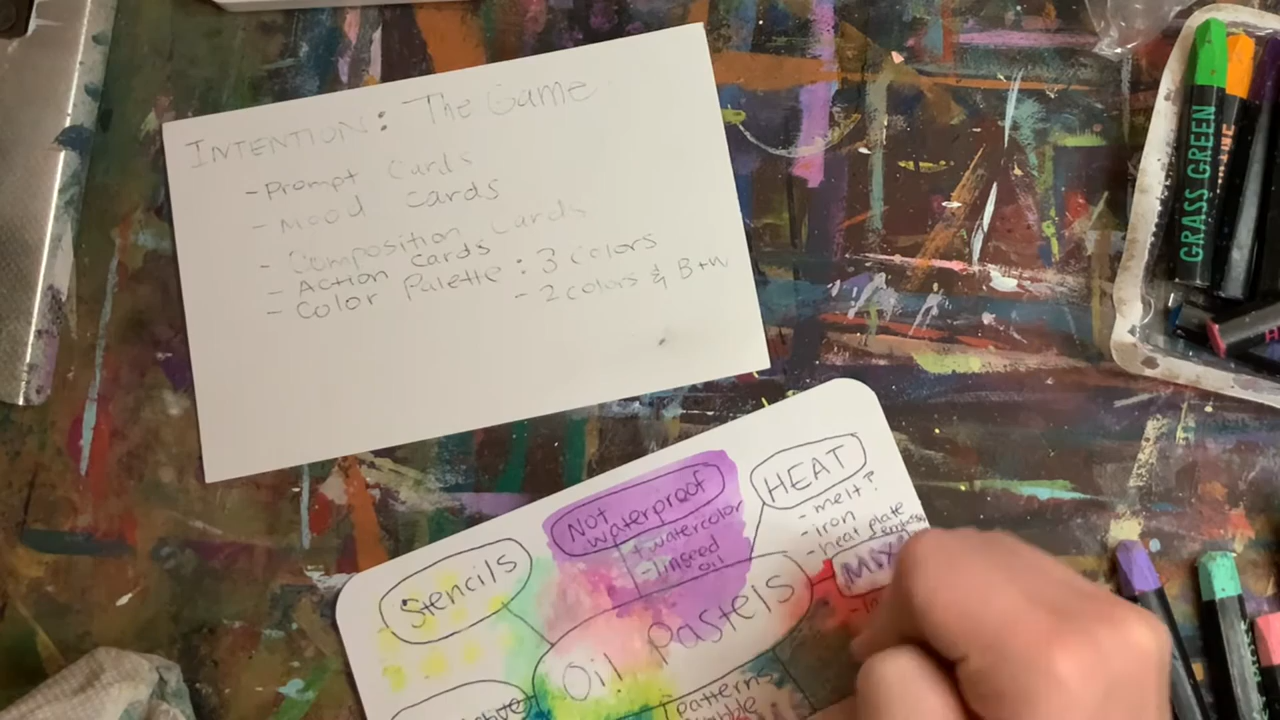 INTENTION: The Game
- Prompt Card
- Mood Cards
- Composition Cards
- Action Cards
- Color Palette : 3 colors
- 2 colors & B+W
GRASS GREEN
Not
waterproof
+ watercolor
- linseed
oil
HEAT
- melt?
- iron
- heat plate
Stencils
MIX
Oil Pastels
patterns